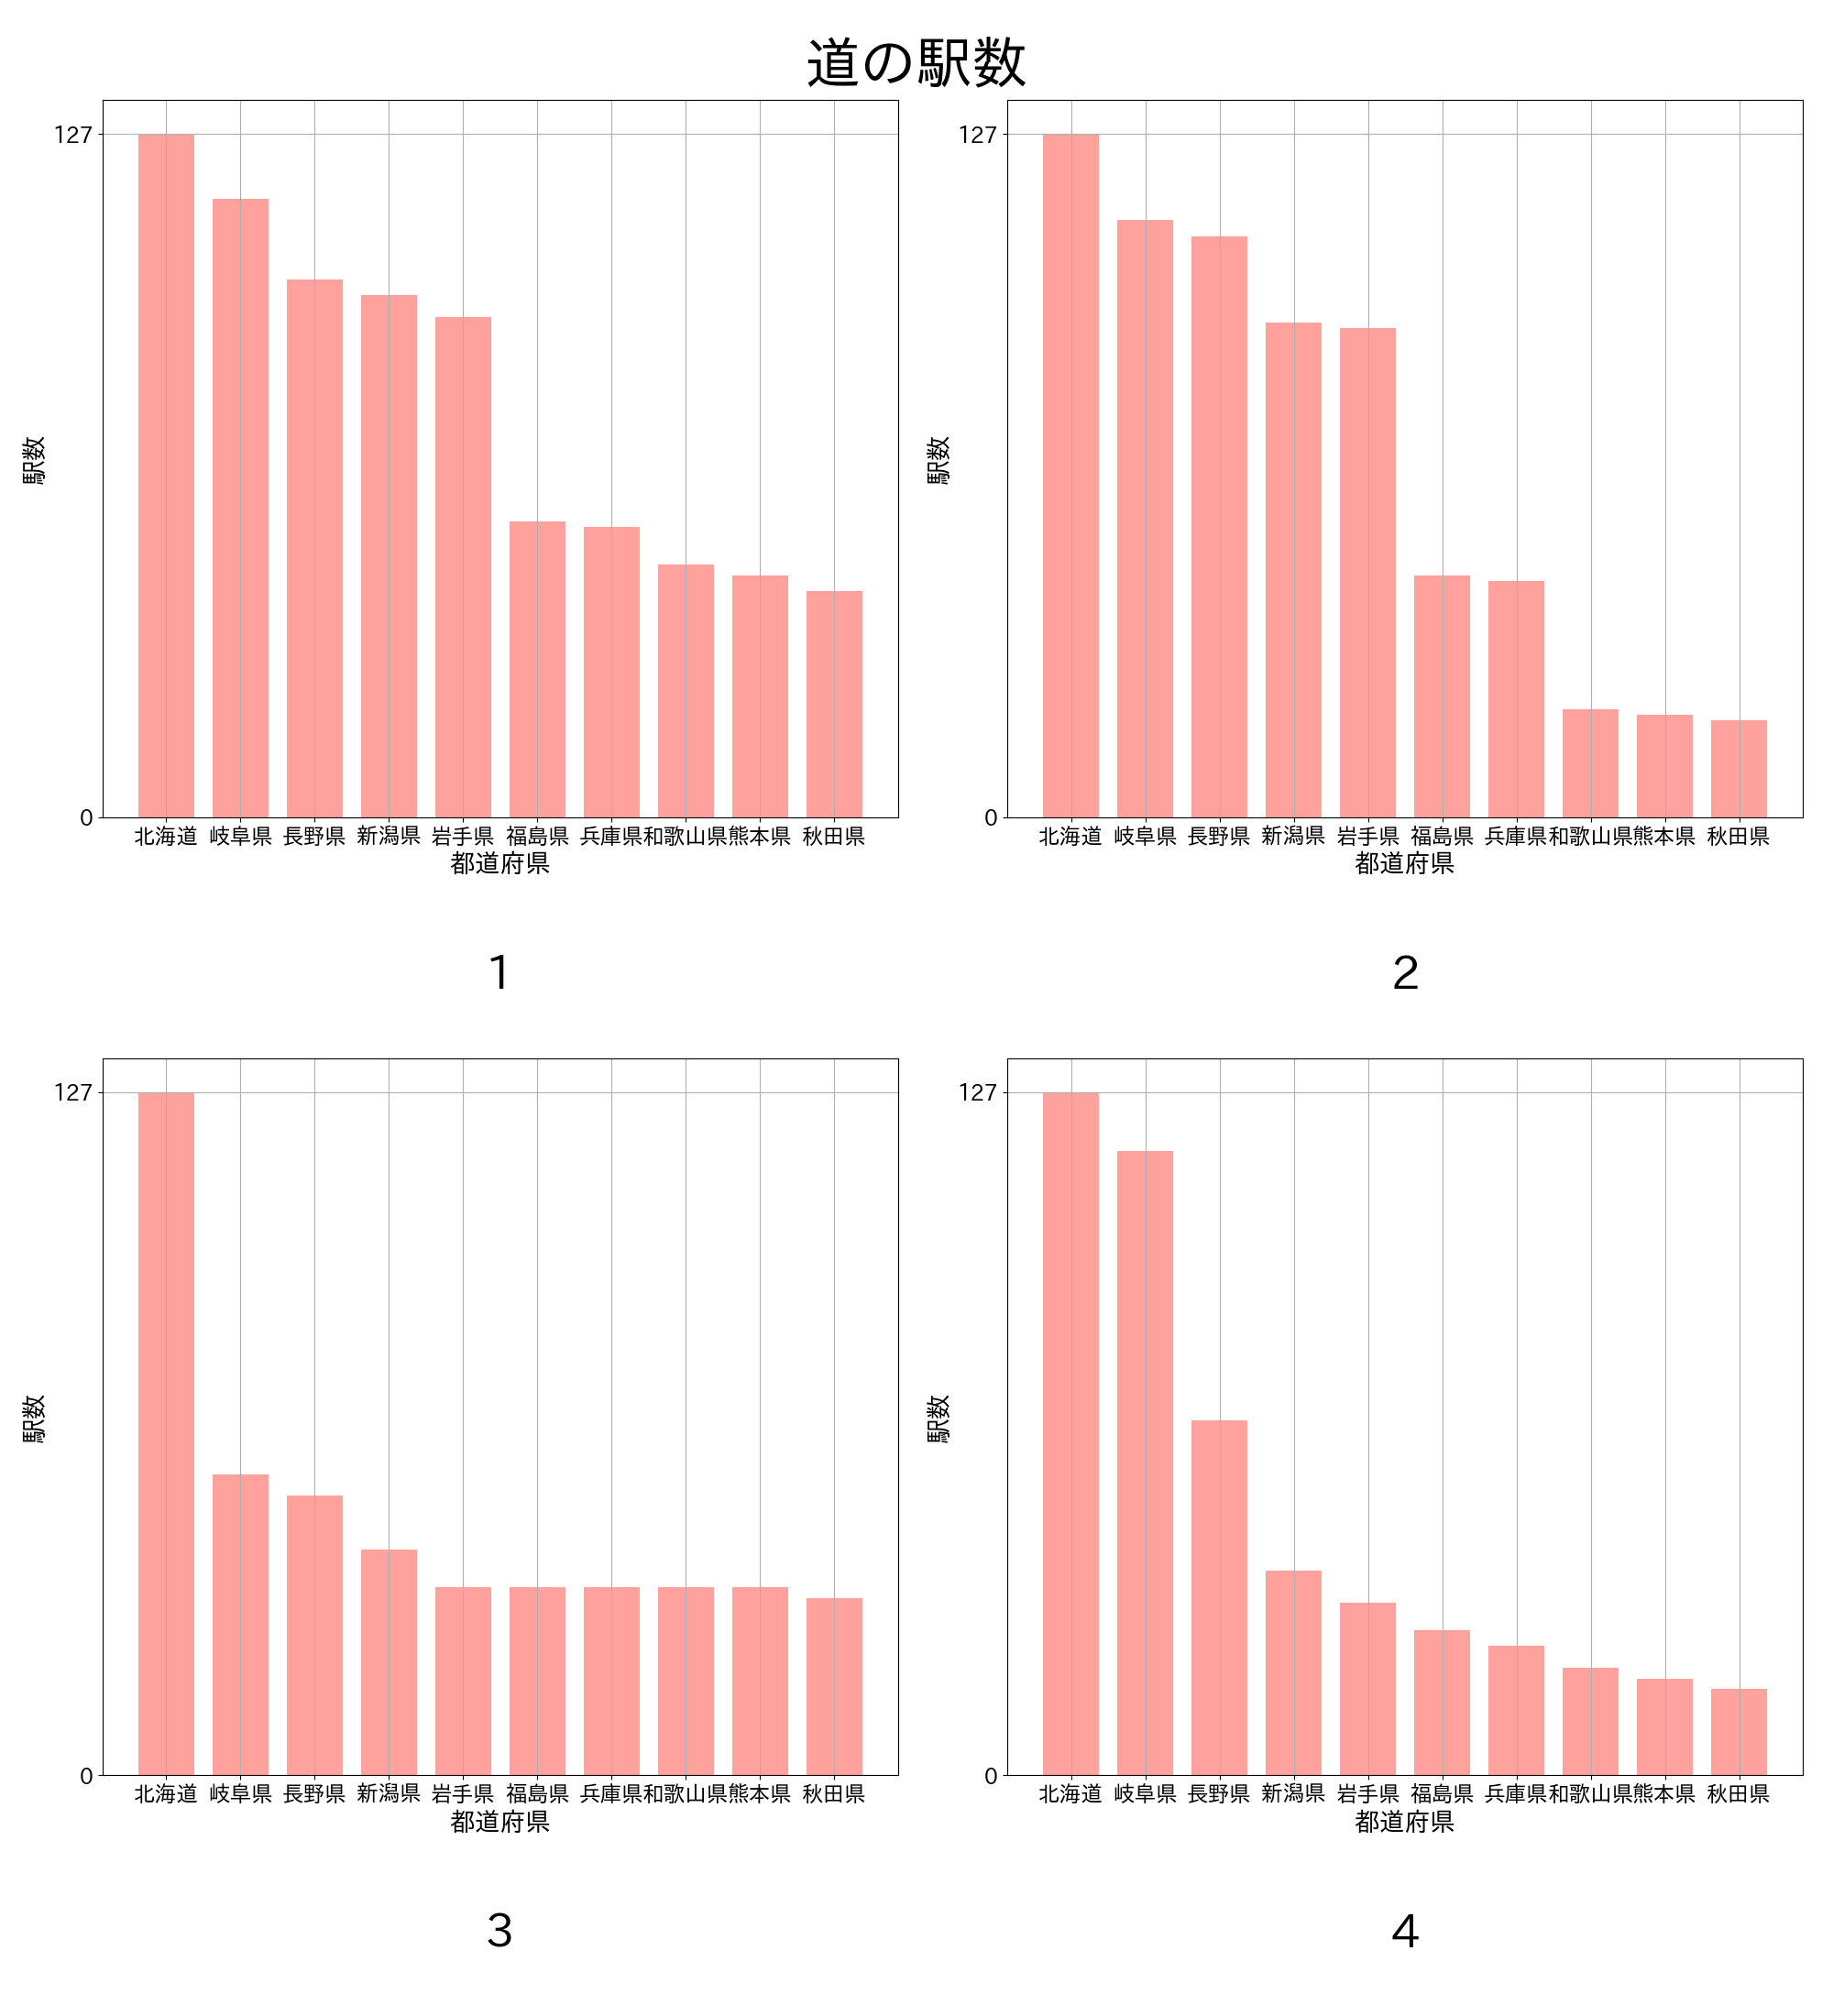 道の駅数
127
0
駅数
北海道 岐阜県 長野県 新潟県 岩手県 福島県 兵庫県 和歌山県 熊本県 秋田県
都道府県
1
127
0
駅数
北海道 岐阜県 長野県 新潟県 岩手県 福島県 兵庫県 和歌山県 熊本県 秋田県
都道府県
2
127
0
駅数
北海道 岐阜県 長野県 新潟県 岩手県 福島県 兵庫県 和歌山県 熊本県 秋田県
都道府県
3
127
0
駅数
北海道 岐阜県 長野県 新潟県 岩手県 福島県 兵庫県 和歌山県 熊本県 秋田県
都道府県
4